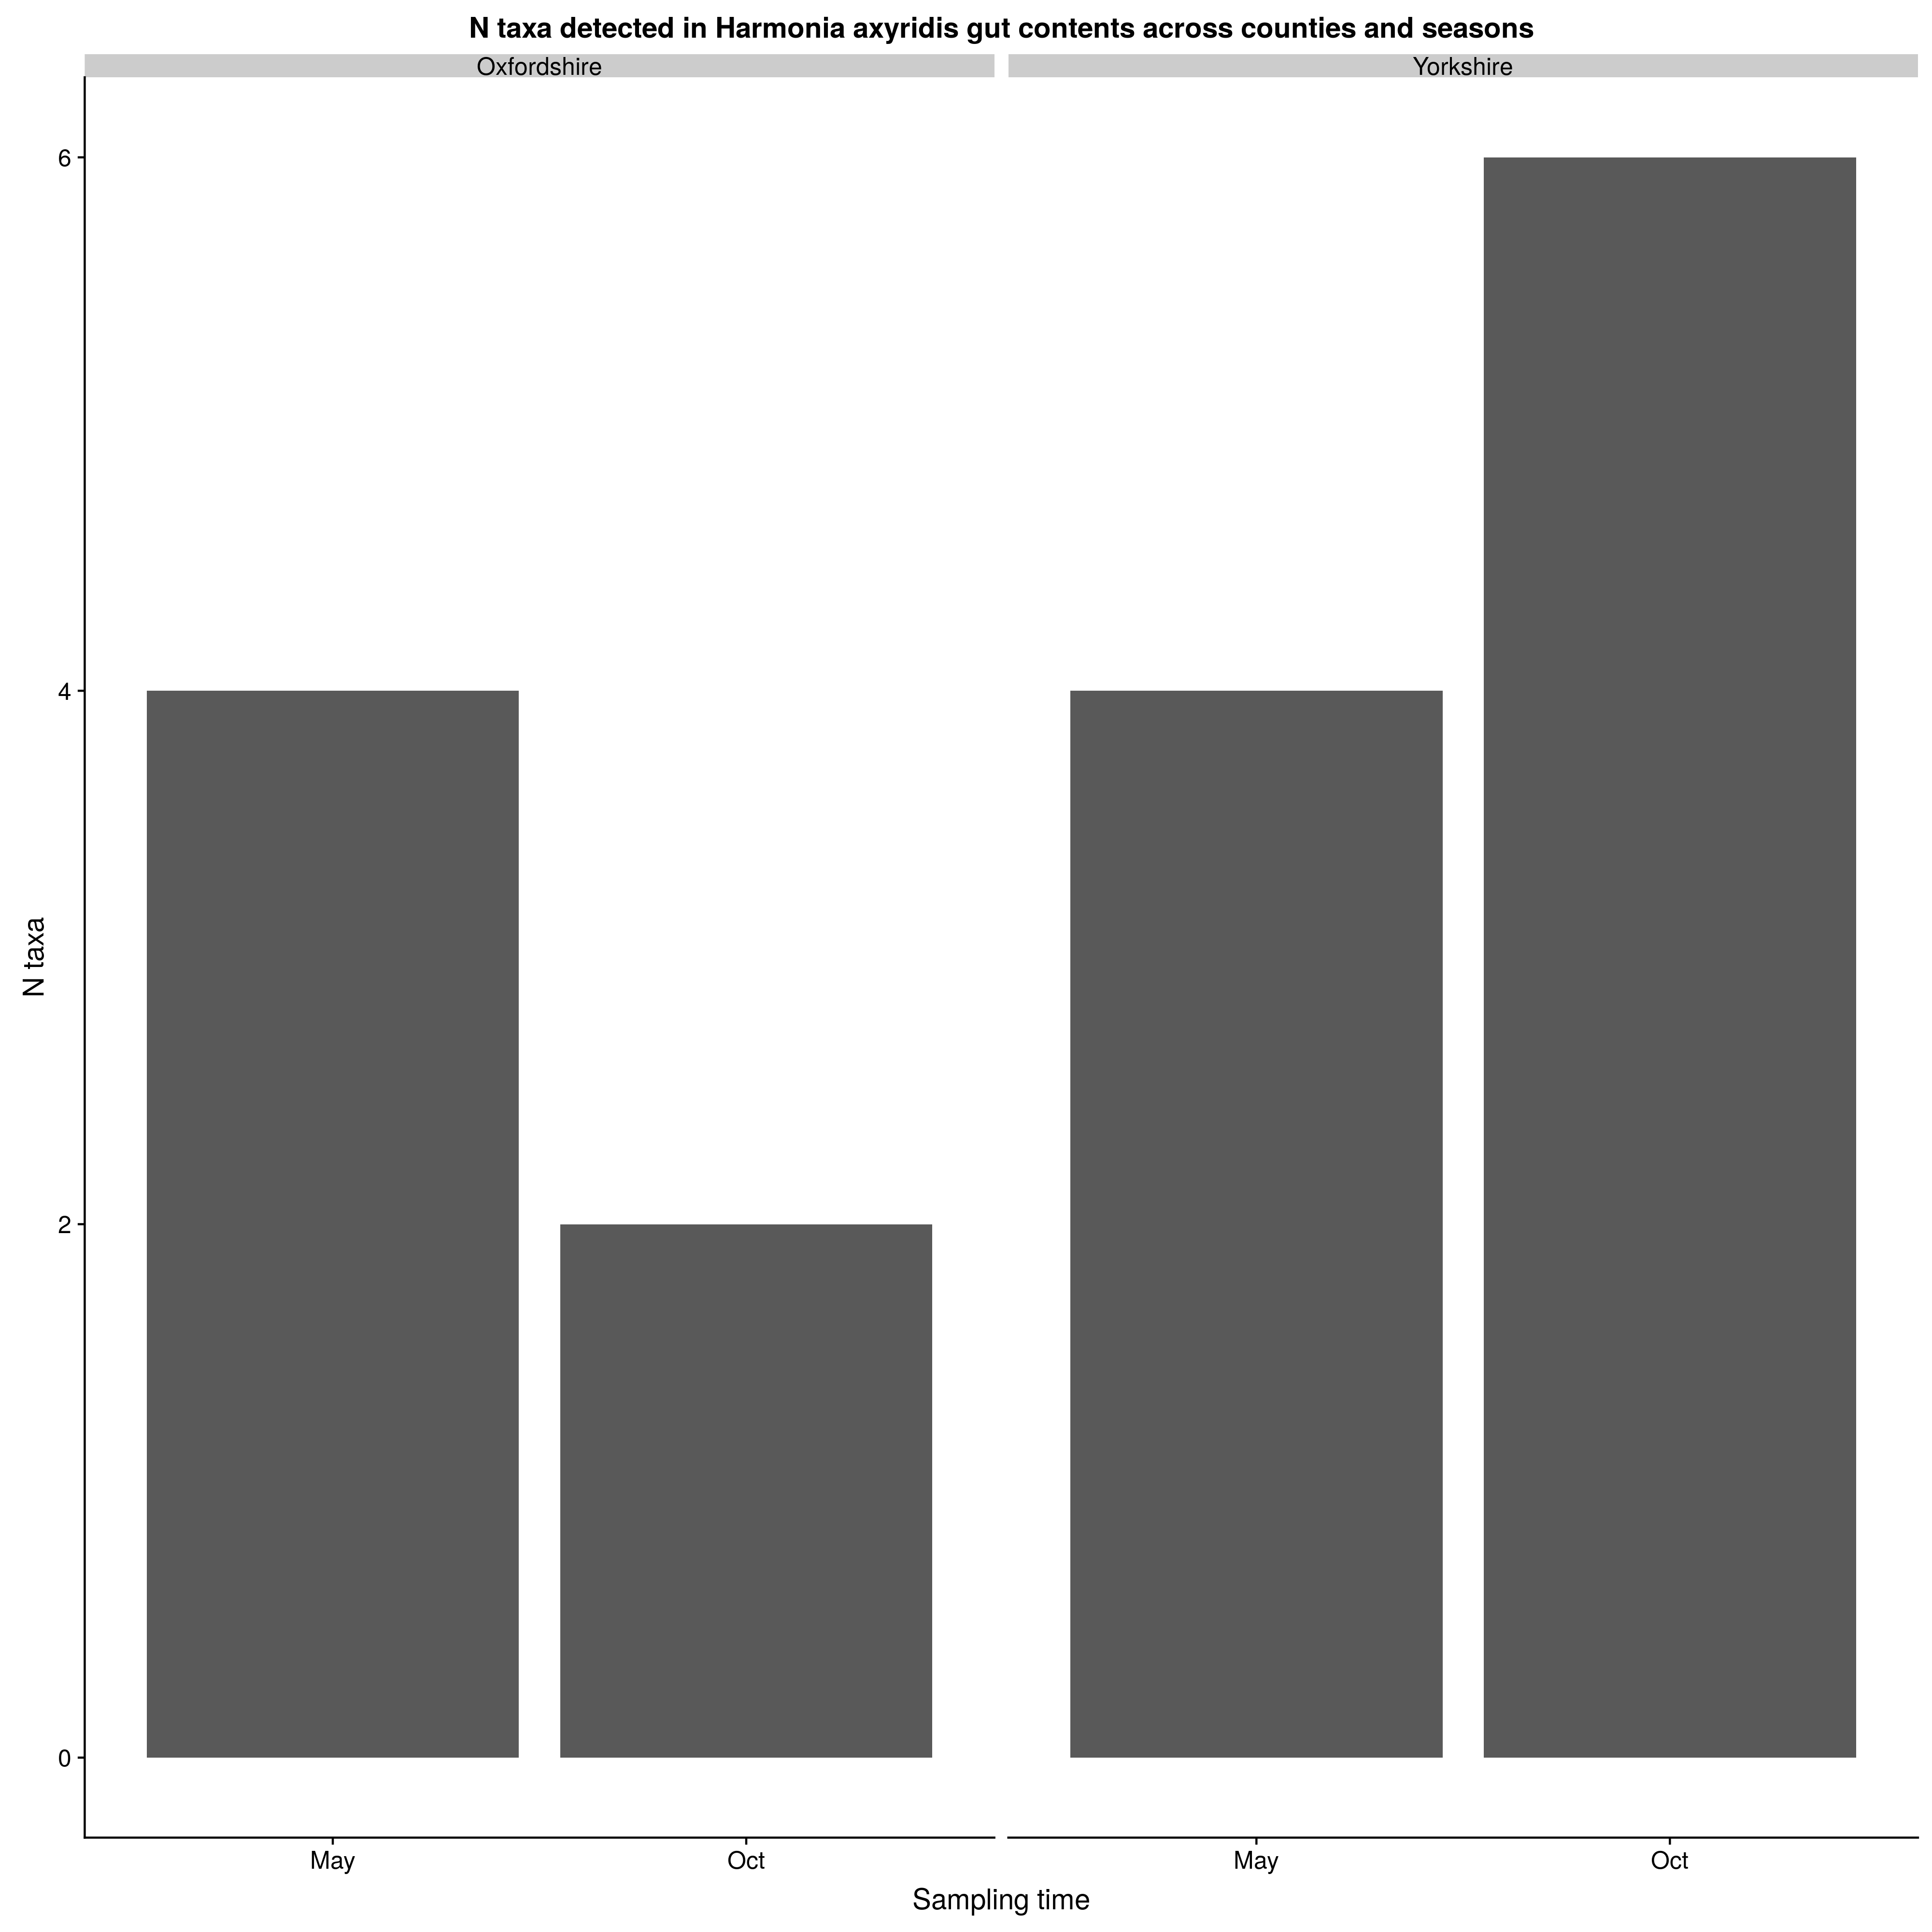 N taxa detected in Harmonia axyridis gut contents across counties and seasons
Oxfordshire
Yorkshire
6
4
2
0
N taxa
May
Oct
May
Oct
Sampling time